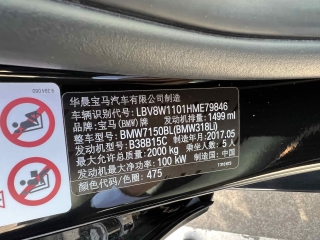 华晨宝马汽车有限公司制造
车辆识别代号: LBV8W1101HME79846
品牌: 宝马(BMW)牌 发动机排量: 1499 ml
整车型号: BMW7150BL(BMW318Li)
发动机型号: B38B15C 制造年月: 2017.05
最大允许总质量: 2000 kg 乘坐人数: 5 人
发动机最大净功率: 100 kW 制造国: 中国
颜色代码/色圈: 475